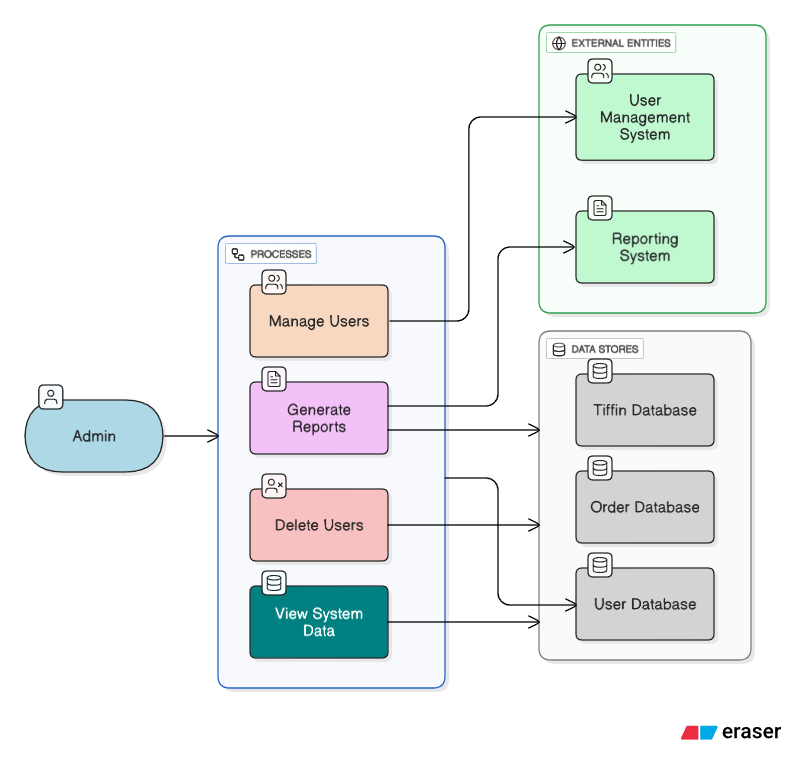 EXTERNAL ENTITIES
User
Management
System
Reporting
System
PROCESSES
Manage Users
Generate
Reports
Delete Users
View System
Data
Admin
DATA STORES
Tiffin Database
Order Database
User Database
eraser